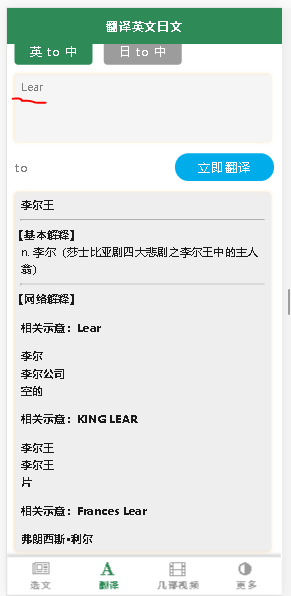 翻译英文日文
英 to 中
日 to 中
Lear
to
立即翻译
李尔王
【基本解释】
n. 李尔（莎士比亚剧四大悲剧之李尔王中的主人
翁）
【网络解释】
相关示意：Lear
李尔
李尔公司
空的
相关示意：KING LEAR
李尔王
李尔王
片
相关示意：Frances Lear
弗朗西斯·利尔
选文
翻译
几译视频
更多